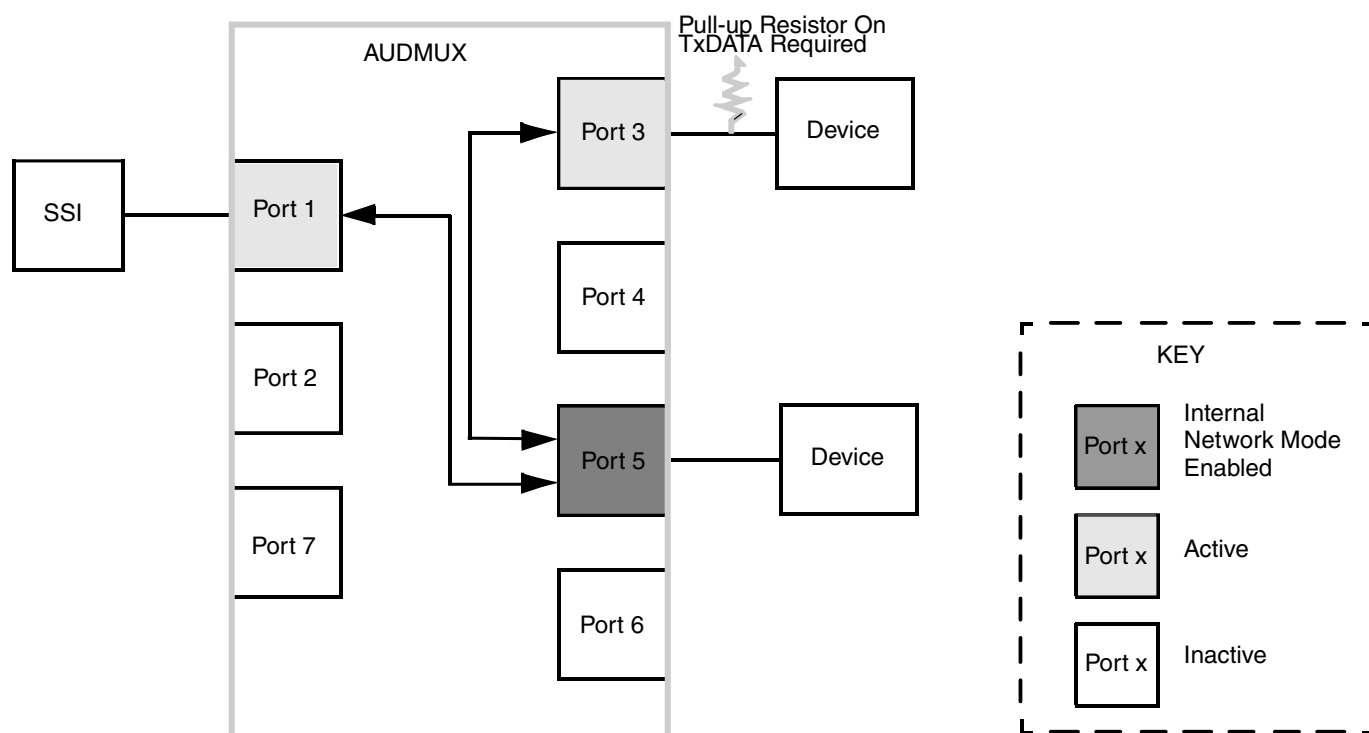 Pull-up Resistor On
TxDATA Required
AUDMUX
Port 3
Device
SSI
Port 1
Port 4
Port 2
KEY
Port x
Internal
Network Mode
Enabled
Port 5
Device
Port 7
Port x
Active
Port 6
Port x
Inactive